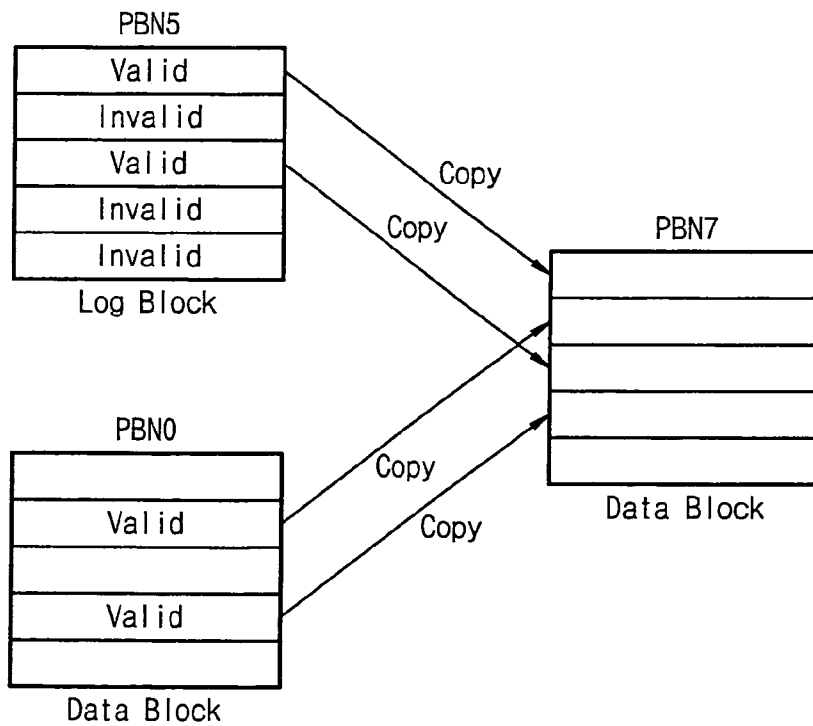 PBN5
Valid
Invalid
Valid
Invalid
Invalid
Log Block
Copy
Copy
PBN7
Data Block
PBN0
Valid
Valid
Data Block
Copy
Copy